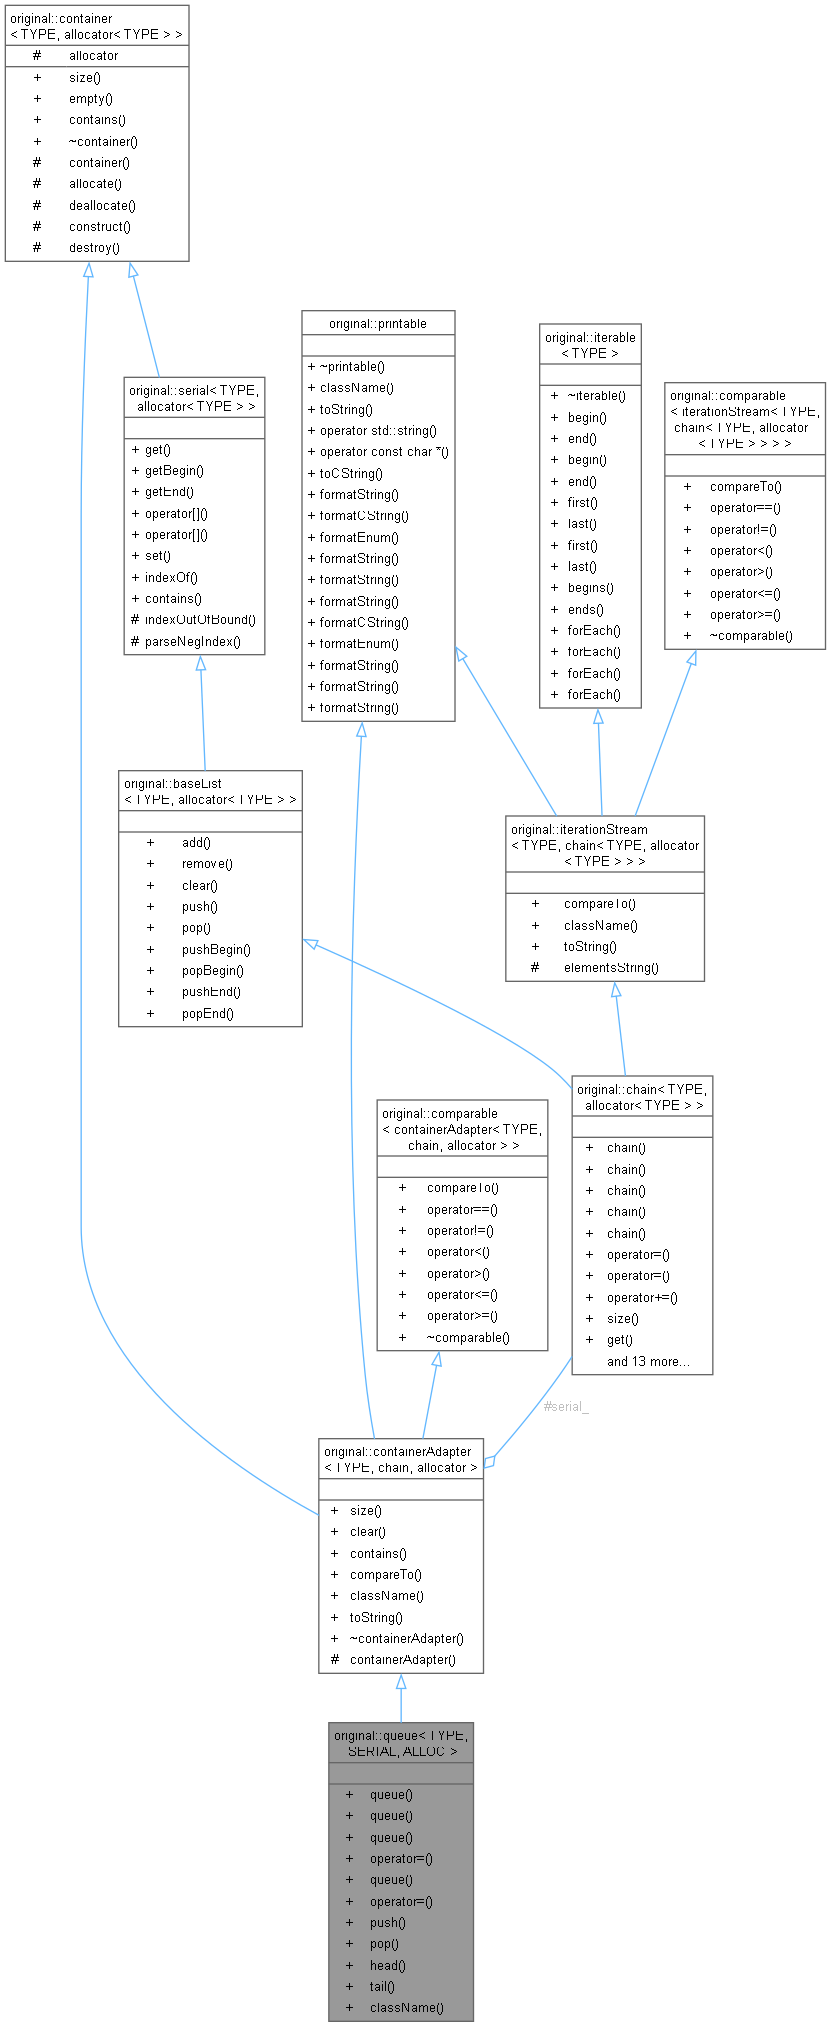 original::container
< TYPE, allocator< TYPE > >
# allocator
+ size()
+ empty()
+ contains()
+ ~container()
# container()
# allocate()
# deallocate()
# construct()
# destroy()
original::serial< TYPE,
allocator< TYPE > >
+ get()
+ getBegin()
+ getEnd()
+ operator[]()
+ operator[]()
+ set()
+ indexOf()
+ contains()
# indexOutOfBound()
# parseNegIndex()
original::printable
+ ~printable()
+ className()
+ toString()
+ operator std::string()
+ operator const char *()
+ toCString()
+ formatString()
+ formatCString()
+ formatEnum()
+ formatString()
+ formatString()
+ formatString()
+ formatCString()
+ formatEnum()
+ formatString()
+ formatString()
+ formatString()
original::iterable
< TYPE >
+ ~iterable()
+ begin()
+ end()
+ begin()
+ end()
+ first()
+ last()
+ first()
+ last()
+ begins()
+ ends()
+ forEach()
+ forEach()
+ forEach()
+ forEach()
original::comparable
< iterationStream< TYPE,
chain< TYPE, allocator
< TYPE > > > >
+ compareTo()
+ operator==()
+ operator!=()
+ operator<()
+ operator>()
+ operator<=()
+ operator>=()
+ ~comparable()
original::baseList
< TYPE, allocator< TYPE > >
+ add()
+ remove()
+ clear()
+ push()
+ pop()
+ pushBegin()
+ popBegin()
+ pushEnd()
+ popEnd()
original::iterationStream
< TYPE, chain< TYPE, allocator
< TYPE > > >
+ compareTo()
+ className()
+ toString()
# elementsString()
original::comparable
< containerAdapter< TYPE,
chain, allocator > >
+ compareTo()
+ operator==()
+ operator!=()
+ operator<()
+ operator>()
+ operator<=()
+ operator>=()
+ ~comparable()
original::chain< TYPE,
allocator< TYPE > >
+ chain()
+ chain()
+ chain()
+ chain()
+ chain()
+ operator=()
+ operator=()
+ operator+=()
+ size()
+ get()
and 13 more...
#serial_
original::containerAdapter
< TYPE, chain, allocator >
+ size()
+ clear()
+ contains()
+ compareTo()
+ className()
+ toString()
+ ~containerAdapter()
# containerAdapter()
original::queue< TYPE,
SERIAL, ALLOC >
+ queue()
+ queue()
+ queue()
+ operator=()
+ queue()
+ operator=()
+ push()
+ pop()
+ head()
+ tail()
+ className()